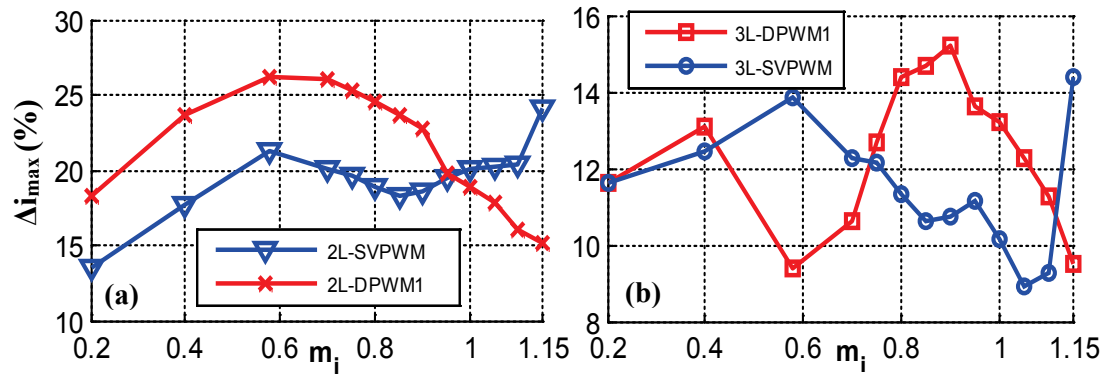 30
25
20
15
10
Δi_max (%)
2L-SVPWM
2L-DPWM1
(a)
0.2 0.4 0.6 0.8 1 1.15
m_i
16
14
12
10
8
3L-DPWM1
3L-SVPWM
(b)
0.2 0.4 0.6 0.8 1 1.15
m_i